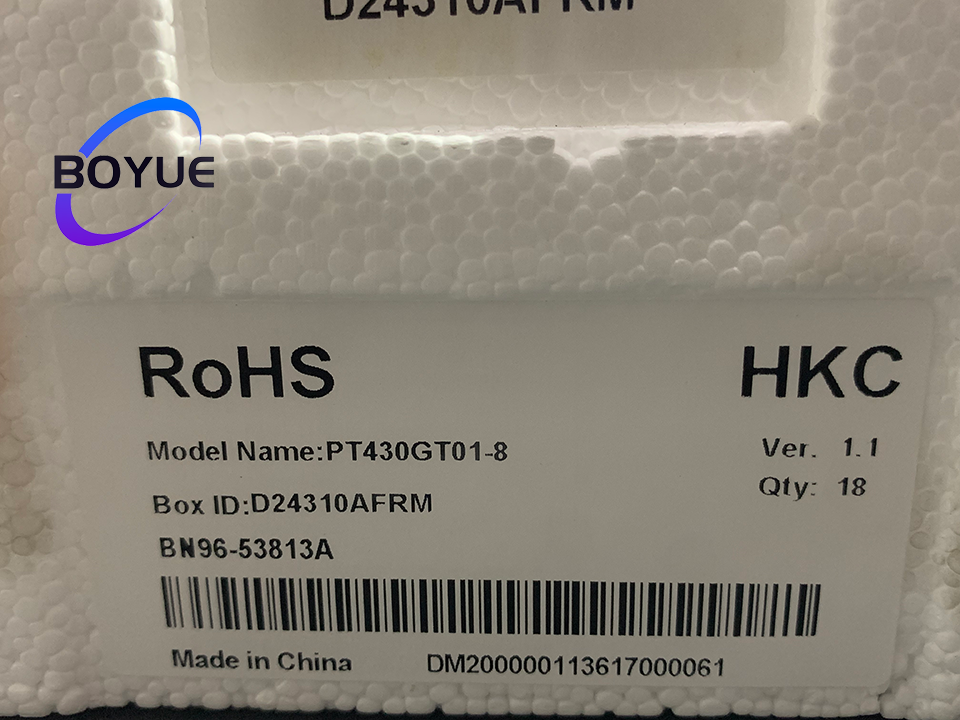 D24310AFRM
BOYUE
RoHS HKC
Model Name:PT430GT01-8 Ver. 1.1
Box ID:D24310AFRM Qty: 18
BN96-53813A
Made in China DM200000113617000061